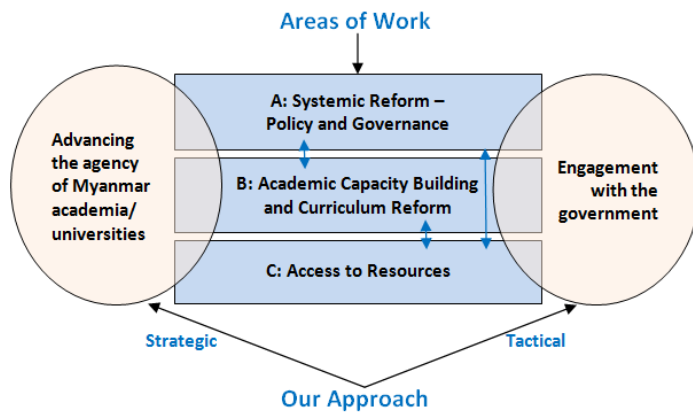 Areas of Work
A: Systemic Reform –
Policy and Governance
Advancing
the agency
of Myanmar
academia/
universities
B: Academic Capacity Building
and Curriculum Reform
Engagement
with the
government
C: Access to Resources
Strategic
Tactical
Our Approach